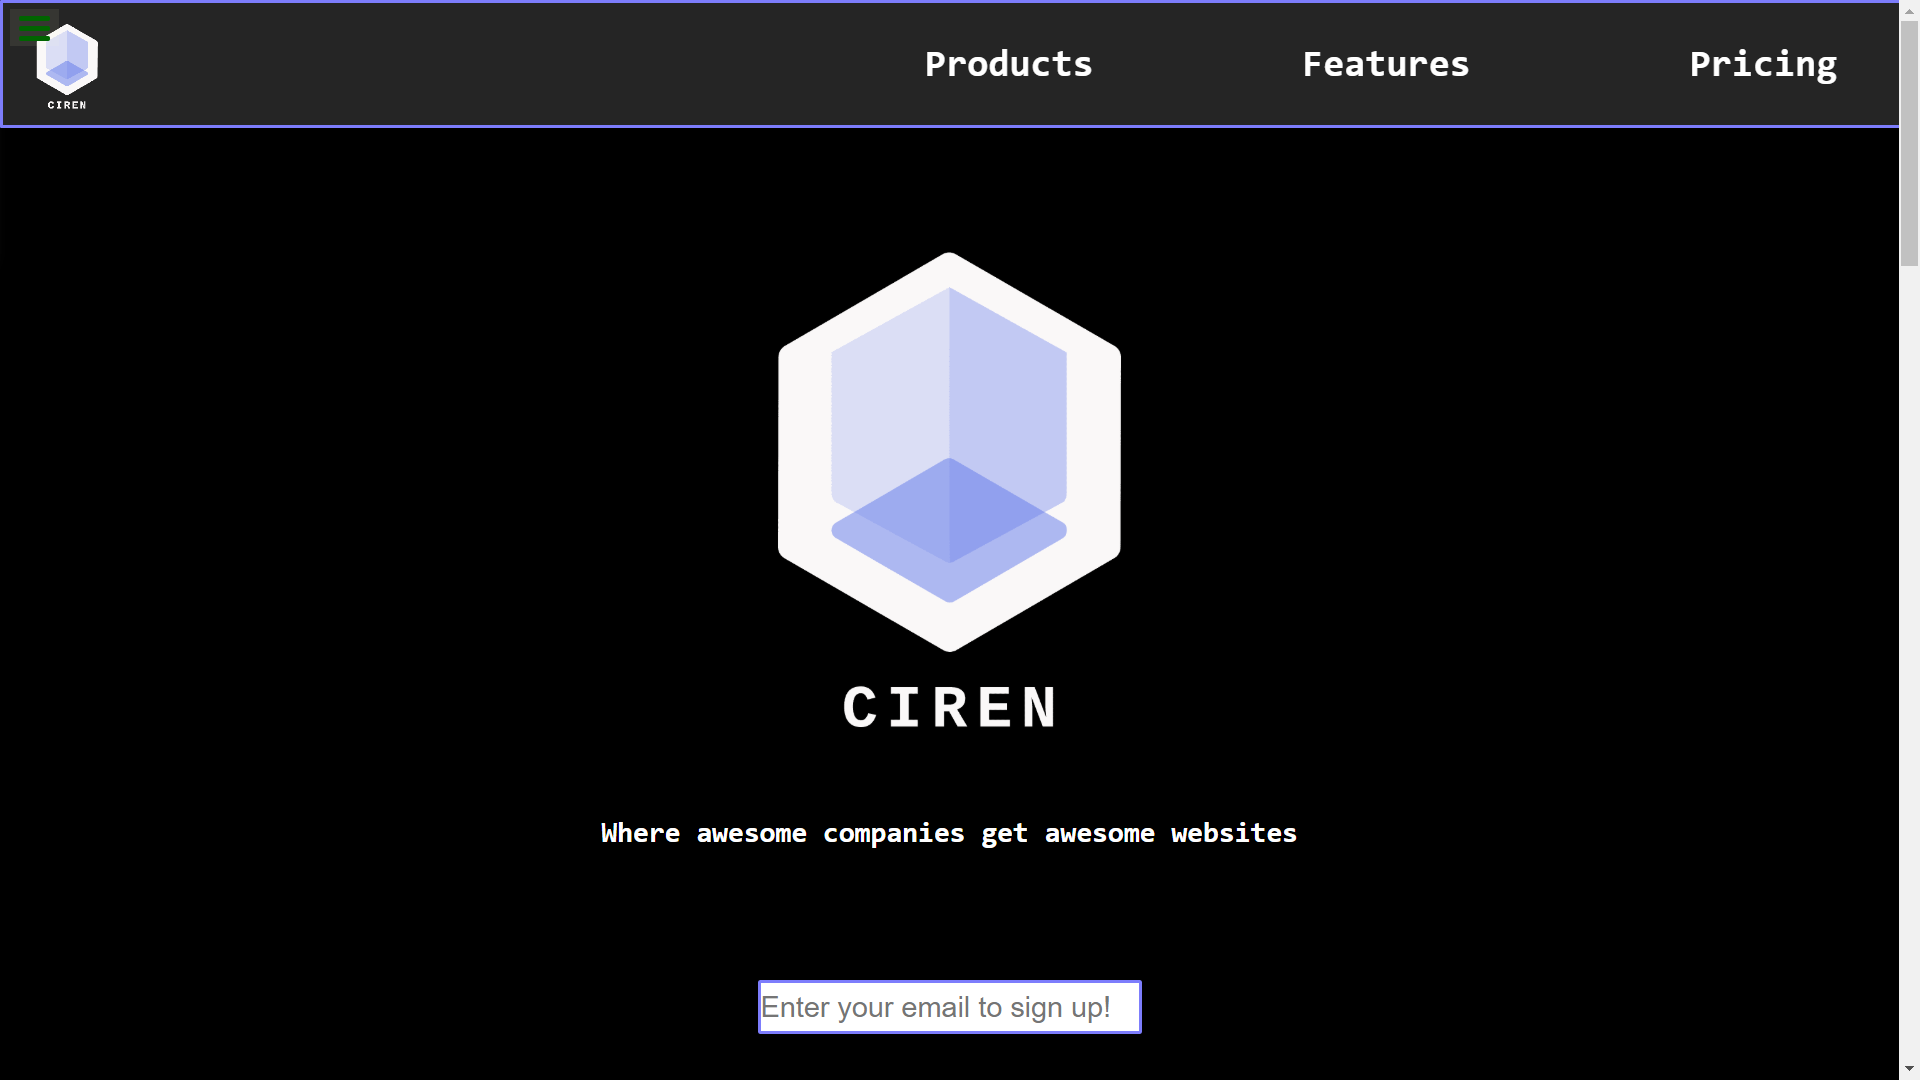 CIREN
Products
Features
Pricing
CIREN
Where awesome companies get awesome websites
Enter your email to sign up!